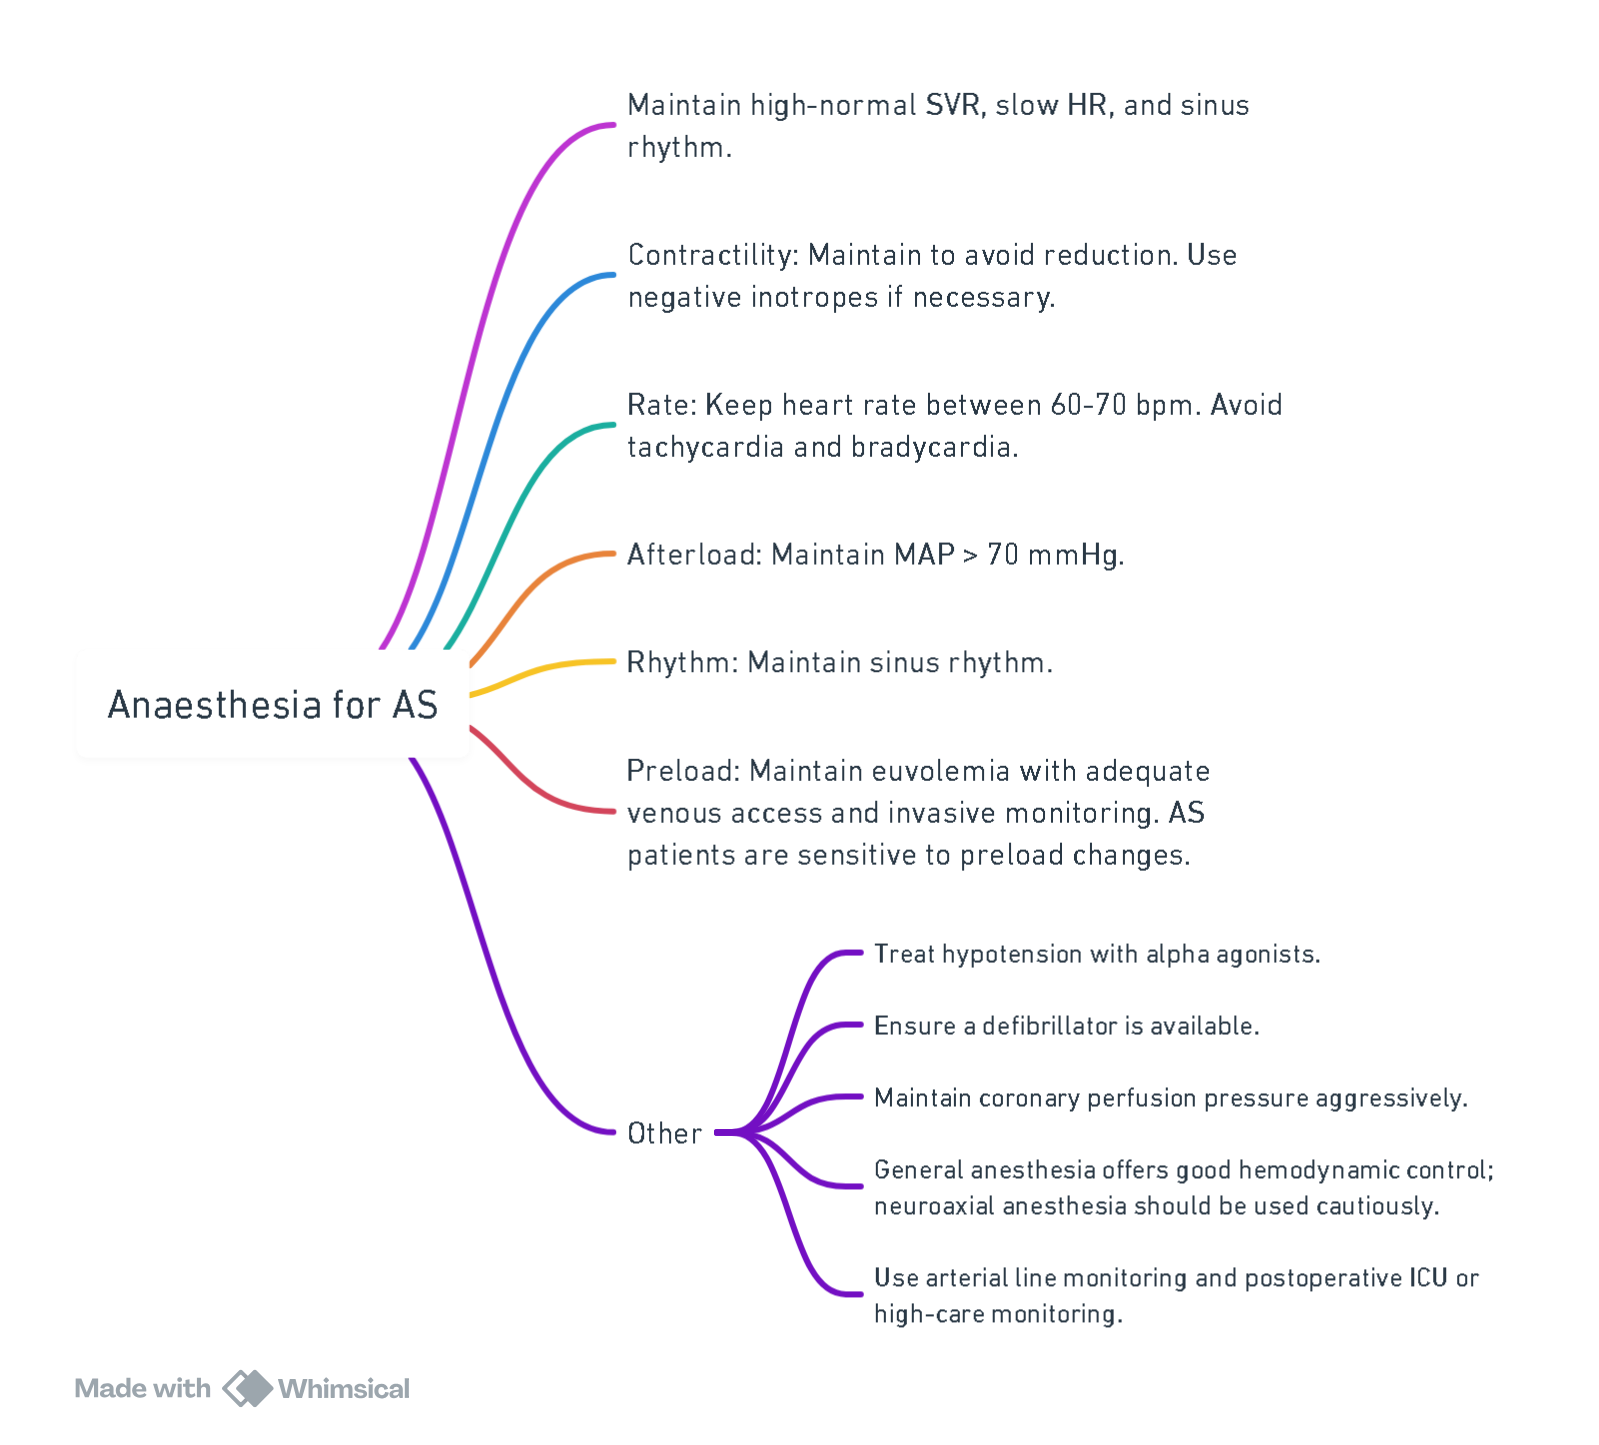 Maintain high-normal SVR, slow HR, and sinus
rhythm.
Contractility: Maintain to avoid reduction. Use
negative inotropes if necessary.
Rate: Keep heart rate between 60-70 bpm. Avoid
tachycardia and bradycardia.
Afterload: Maintain MAP > 70 mmHg.
Rhythm: Maintain sinus rhythm.
Anaesthesia for AS
Preload: Maintain euvolemia with adequate
venous access and invasive monitoring. AS
patients are sensitive to preload changes.
Other
Treat hypotension with alpha agonists.
Ensure a defibrillator is available.
Maintain coronary perfusion pressure aggressively.
General anesthesia offers good hemodynamic control;
neuroaxial anesthesia should be used cautiously.
Use arterial line monitoring and postoperative ICU or
high-care monitoring.
Made with Whimsical